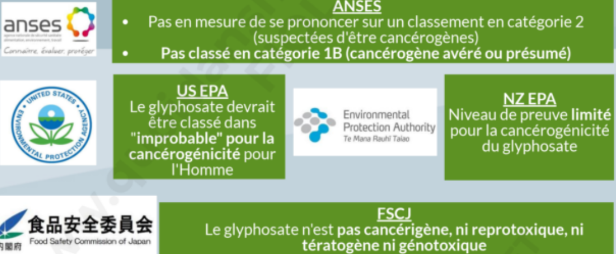 ANSES
anses
Connaître, évaluer, protéger
• Pas en mesure de se prononcer sur un classement en catégorie 2
(suspectées d'être cancérogènes)
• Pas classé en catégorie 1B (cancérogène avéré ou présumé)
UNITED STATES
ENVIRONMENTAL PROTECTION AGENCY
US EPA
Le glyphosate devrait
être classé dans
"improbable" pour la
cancérogénicité pour
l'Homme
Environmental
Protection Authority
Te Mana Rauhī Taiao
NZ EPA
Niveau de preuve limité
pour la cancérogénicité
du glyphosate
内閣府
食品安全委員会
Food Safety Commission of Japan
FSCJ
Le glyphosate n'est pas cancérigène, ni reprotoxique, ni
tératogène ni génotoxique